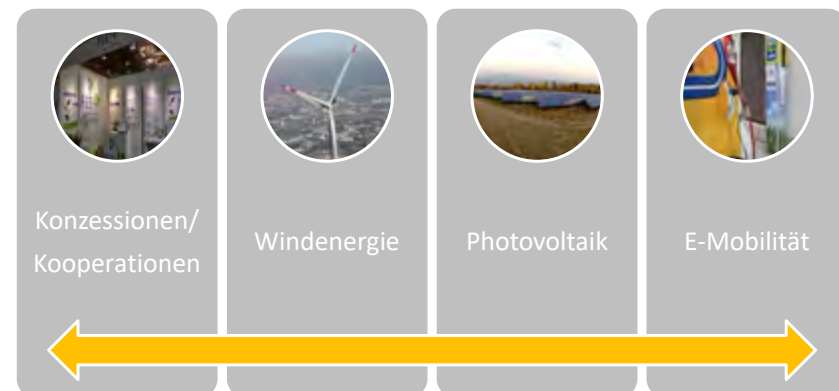 Konzessionen/
Kooperationen
Windenergie
Photovoltaik
E-Mobilität